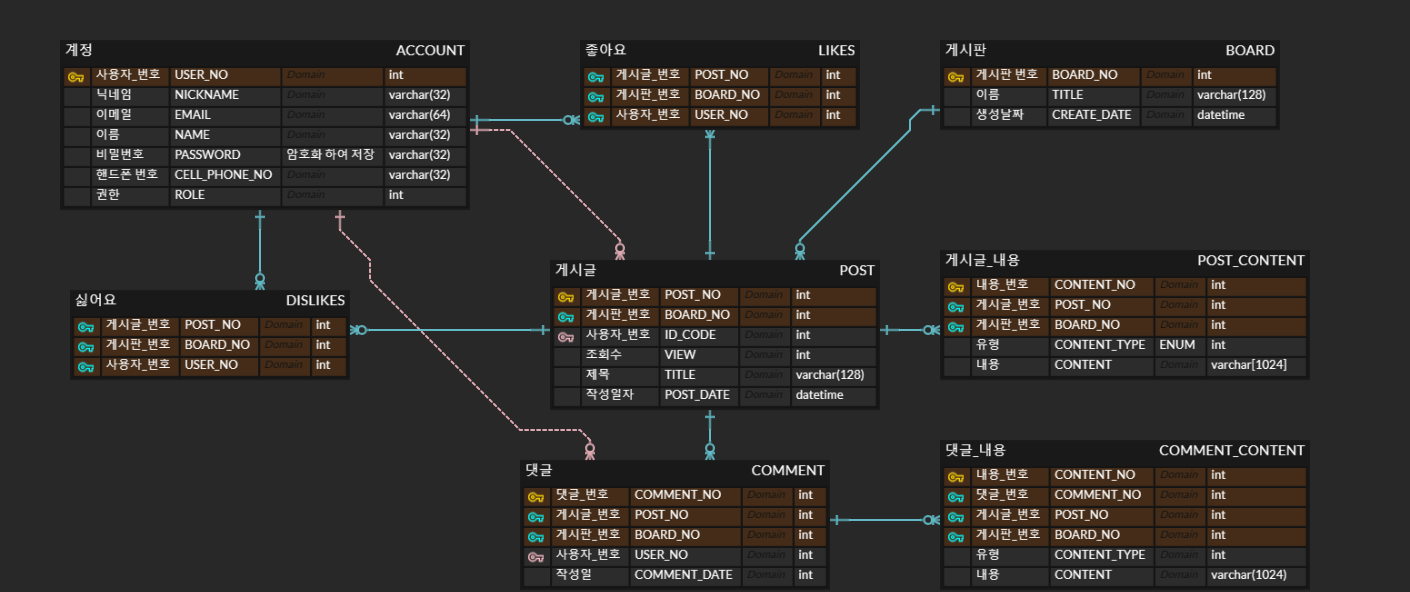 계정 ACCOUNT
사용자_번호 USER_NO Domain int
닉네임 NICKNAME Domain varchar(32)
이메일 EMAIL Domain varchar(64)
이름 NAME Domain varchar(32)
비밀번호 PASSWORD 암호화 하여 저장 varchar(32)
핸드폰 번호 CELL_PHONE_NO Domain varchar(32)
권한 ROLE Domain int
좋아요 LIKES
게시글_번호 POST_NO Domain int
게시판_번호 BOARD_NO Domain int
사용자_번호 USER_NO Domain int
게시판 BOARD
게시판 번호 BOARD_NO Domain int
이름 TITLE Domain varchar(128)
생성날짜 CREATE_DATE Domain datetime
싫어요 DISLIKES
게시글_번호 POST_NO Domain int
게시판_번호 BOARD_NO Domain int
사용자_번호 USER_NO Domain int
게시글 POST
게시글_번호 POST_NO Domain int
게시판_번호 BOARD_NO Domain int
사용자_번호 ID_CODE Domain int
조회수 VIEW Domain int
제목 TITLE Domain varchar(128)
작성일자 POST_DATE Domain datetime
게시글_내용 POST_CONTENT
내용_번호 CONTENT_NO Domain int
게시글_번호 POST_NO Domain int
게시판_번호 BOARD_NO Domain int
유형 CONTENT_TYPE ENUM int
내용 CONTENT Domain varchar[1024]
댓글 COMMENT
댓글_번호 COMMENT_NO Domain int
게시글_번호 POST_NO Domain int
게시판_번호 BOARD_NO Domain int
사용자_번호 USER_NO Domain int
작성일 COMMENT_DATE Domain int
댓글_내용 COMMENT_CONTENT
내용_번호 CONTENT_NO Domain int
댓글_번호 COMMENT_NO Domain int
게시글_번호 POST_NO Domain int
게시판_번호 BOARD_NO Domain int
유형 CONTENT_TYPE Domain int
내용 CONTENT Domain varchar(1024)